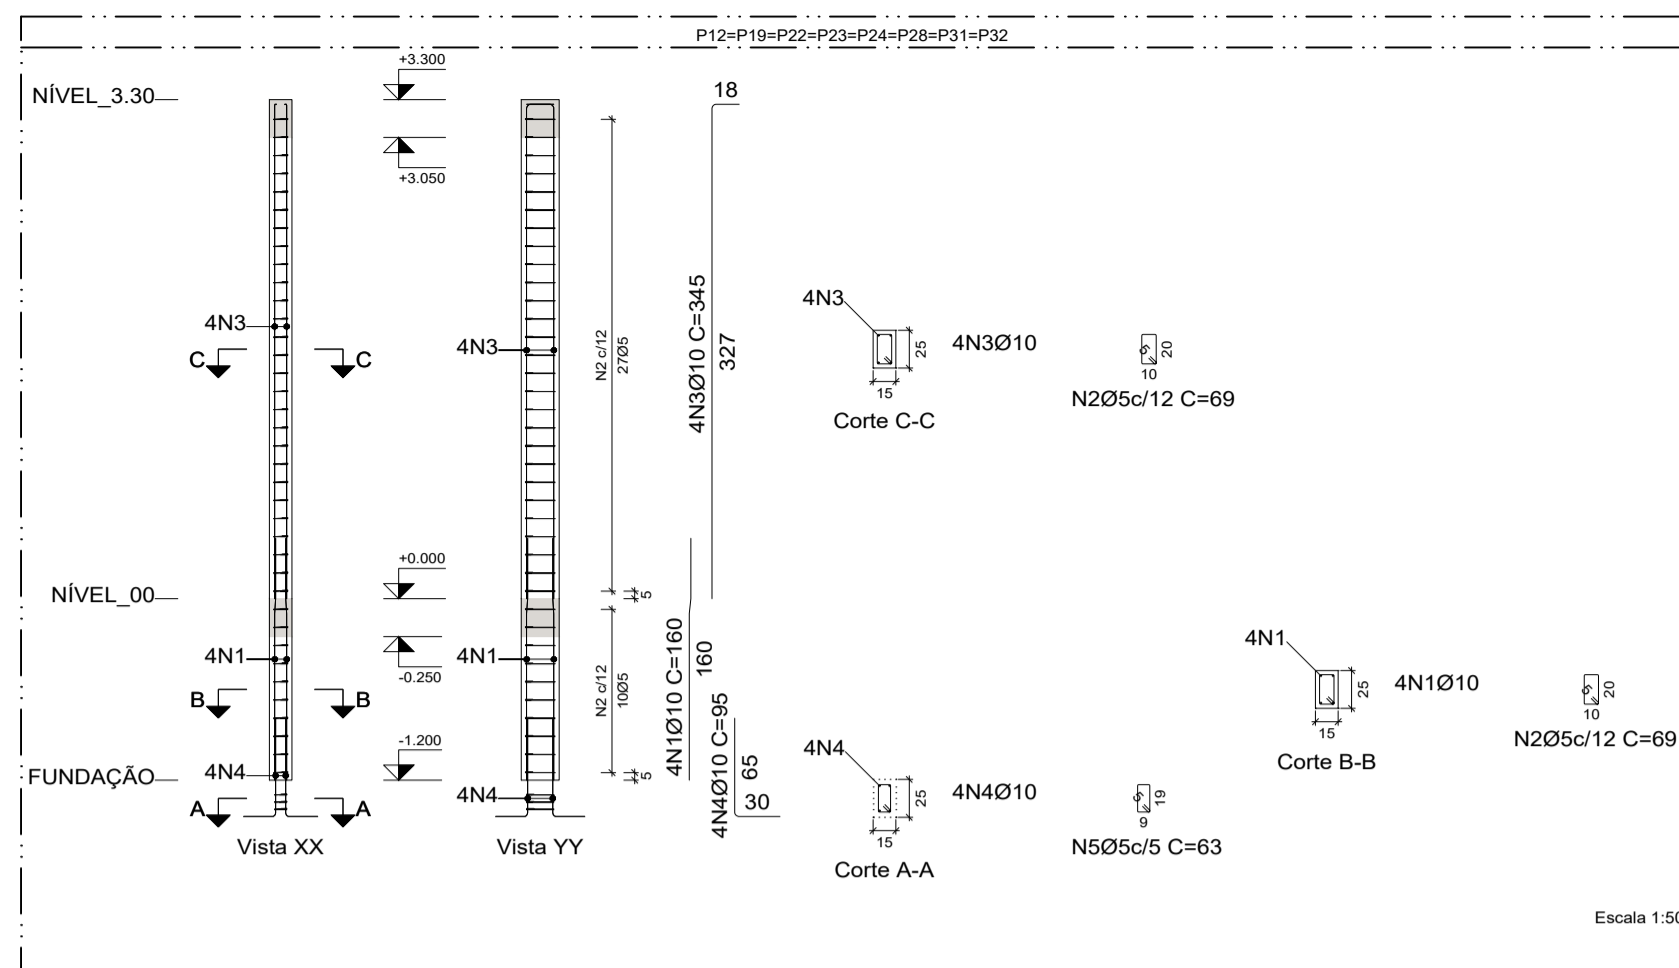 P12=P19=P22=P23=P24=P28=P31=P32
NÍVEL_3.30
+3.300
+3.050
18
4N3
C C
4N3
N2 c/12
27Ø5
4N3Ø10 C=345
327
4N3
25
15
4N3Ø10
Corte C-C
5
20
10
N2Ø5c/12 C=69
NÍVEL_00
+0.000
-0.250
5
4N1
B B
4N1
N2 c/12
10Ø5
4N1Ø10 C=160
160
4N1
25
15
4N1Ø10
Corte B-B
5
20
10
N2Ø5c/12 C=69
FUNDAÇÃO
-1.200
5
4N4
A A
4N4
4N4Ø10 C=95
65
30
4N4
25
15
4N4Ø10
Corte A-A
5
19
9
N5Ø5c/5 C=63
Vista XX
Vista YY
Escala 1:50